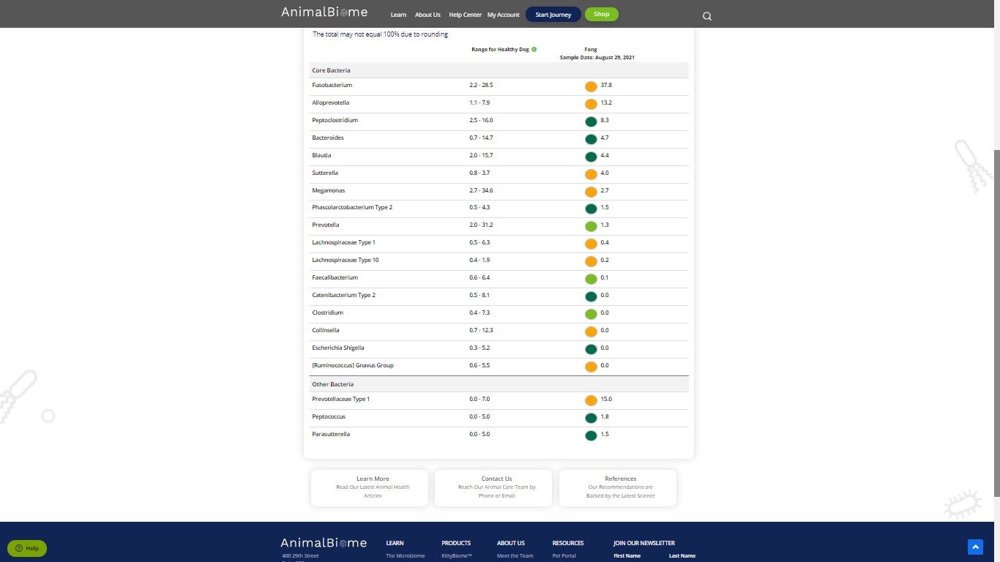 AnimalBiome
Learn About Us Help Center My Account Start Journey Shop
The total may not equal 100% due to rounding
Range for Healthy Dog Fang
Sample Date: August 29, 2021
Core Bacteria
Fusobacterium 2.2 - 28.5 37.8
Alloprevotella 1.1 - 7.9 13.2
Peptoclostridium 2.5 - 16.0 8.3
Bacteroides 0.7 - 14.7 4.7
Blautia 2.0 - 15.7 4.4
Sutterella 0.8 - 3.7 4.0
Megamonas 2.7 - 34.6 2.7
Phascolarctobacterium Type 2 0.5 - 4.3 1.5
Prevotella 2.0 - 31.2 1.3
Lachnospiraceae Type 1 0.5 - 6.3 0.4
Lachnospiraceae Type 10 0.4 - 1.9 0.2
Faecalibacterium 0.6 - 6.4 0.1
Catenibacterium Type 2 0.5 - 8.1 0.0
Clostridium 0.4 - 7.3 0.0
Collinsella 0.7 - 12.3 0.0
Escherichia Shigella 0.3 - 5.2 0.0
[Ruminococcus] Gnavus Group 0.6 - 5.5 0.0
Other Bacteria
Prevotellaceae Type 1 0.0 - 7.0 15.0
Peptococcus 0.0 - 5.0 1.8
Parasutterella 0.0 - 5.0 1.5
Learn More
Read Our Latest Animal Health
Articles
Contact Us
Reach Our Animal Care Team by
Phone or Email
References
Our Recommendations are
Backed by the Latest Science
Help
AnimalBiome
400 29th Street
LEARN
The Microbiome
PRODUCTS
KittyBiome™
ABOUT US
Meet the Team
RESOURCES
Pet Portal
JOIN OUR NEWSLETTER
First Name Last Name